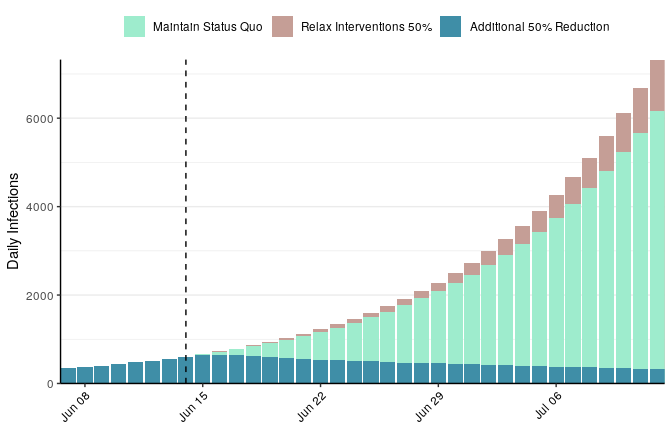 Maintain Status Quo Relax Interventions 50% Additional 50% Reduction
Daily Infections
6000
4000
2000
0
Jun 08 Jun 15 Jun 22 Jun 29 Jul 06